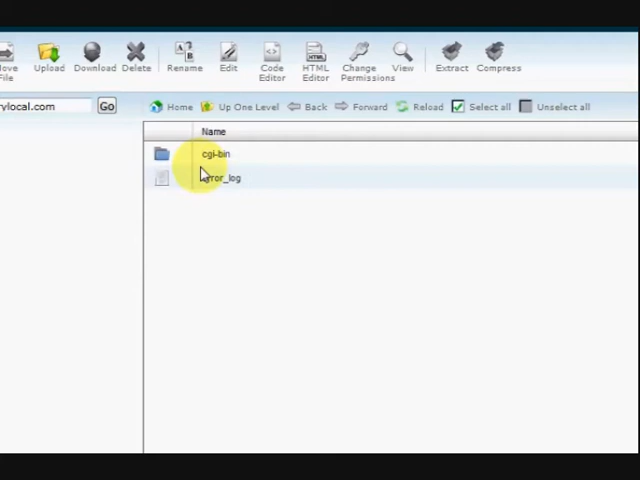 File
Upload
Download
Delete
Rename
Edit
Code
Editor
HTML
Editor
Change
Permissions
View
Extract
Compress
Go
Home
Up One Level
Back
Forward
Reload
Select all
Unselect all
Name
cgi-bin